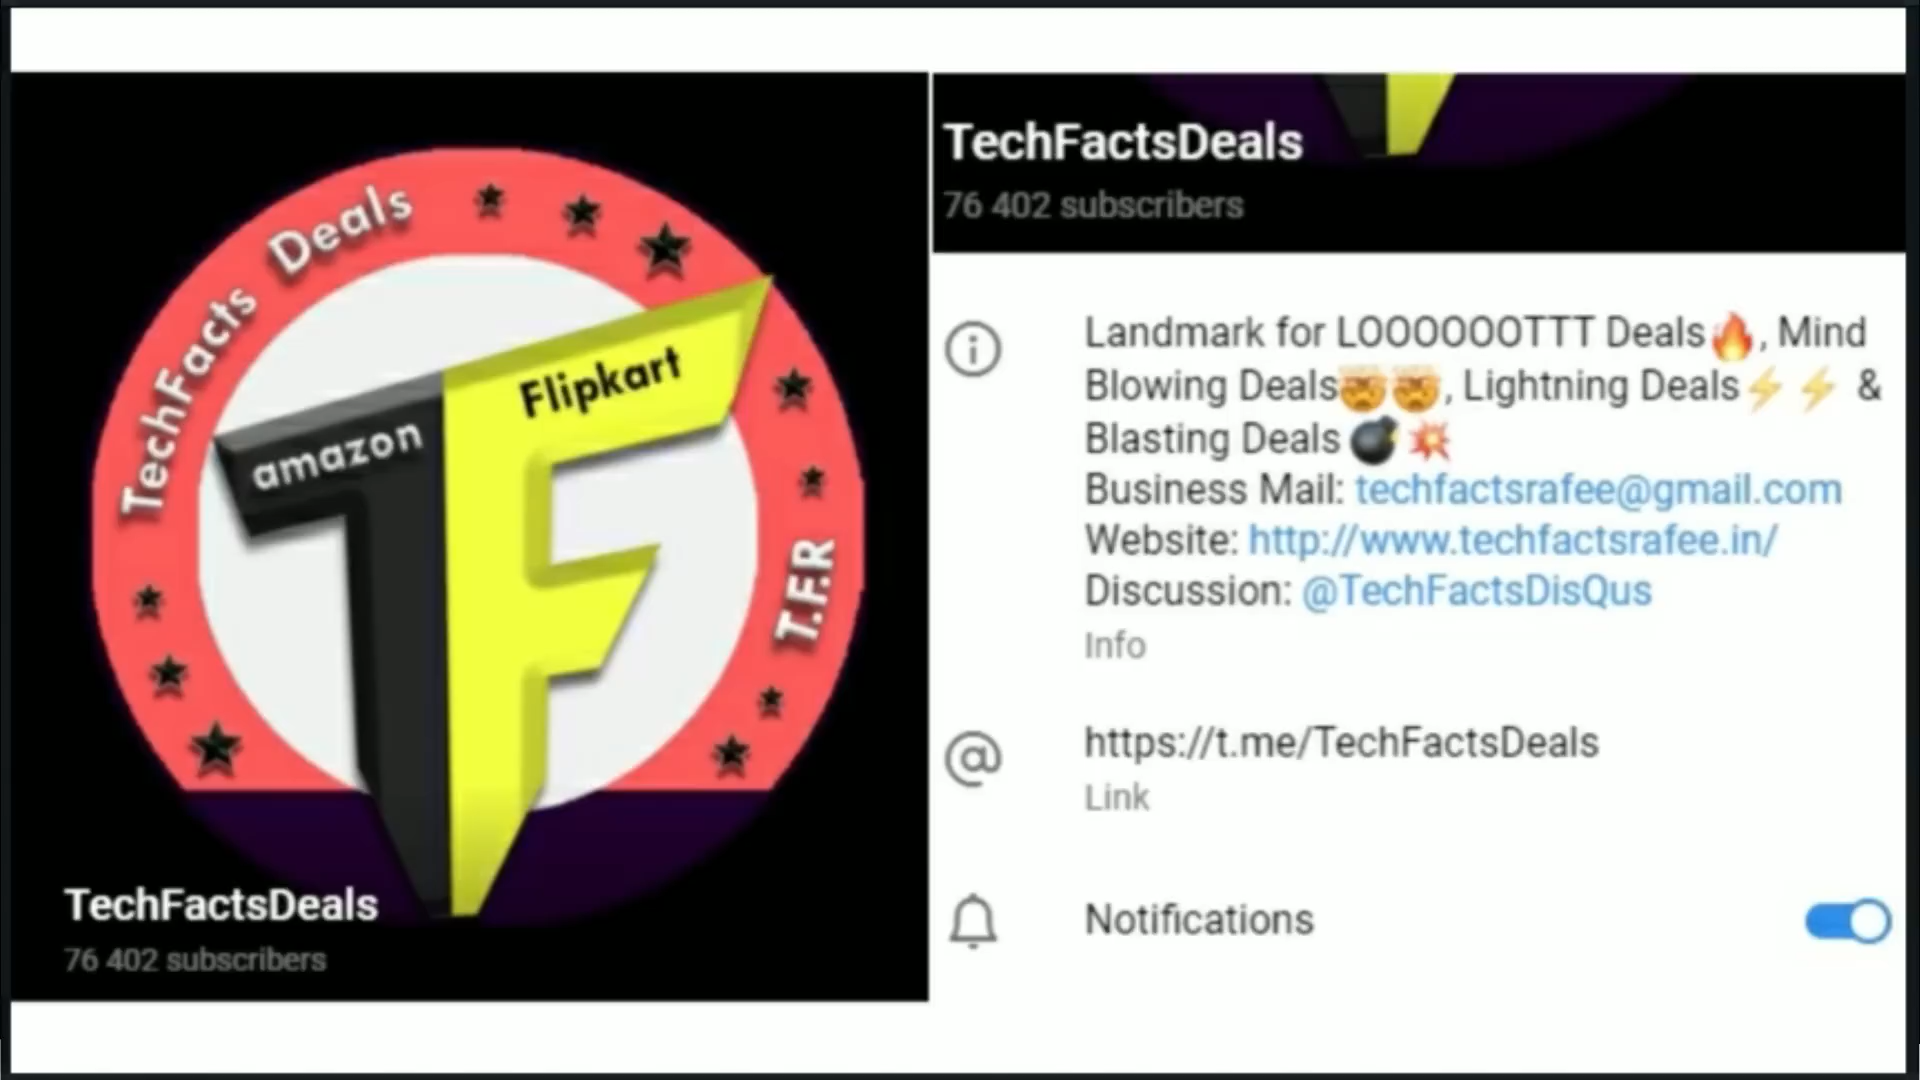 TechFacts Deals
amazon
Flipkart
T.F.R
TechFactsDeals
76 402 subscribers
TechFactsDeals
76 402 subscribers
Landmark for LOOOOOOTTT Deals🔥, Mind
Blowing Deals🤯🤯, Lightning Deals⚡⚡ &
Blasting Deals 💣💥
Business Mail: techfactsrafee@gmail.com
Website: http://www.techfactsrafee.in/
Discussion: @TechFactsDisQus
Info
https://t.me/TechFactsDeals
Link
Notifications